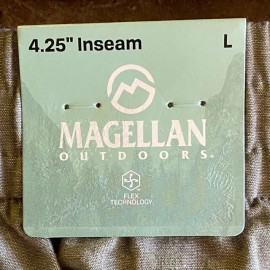 4.25" Inseam L
MAGELLAN
OUTDOORS®
FLEX
TECHNOLOGY